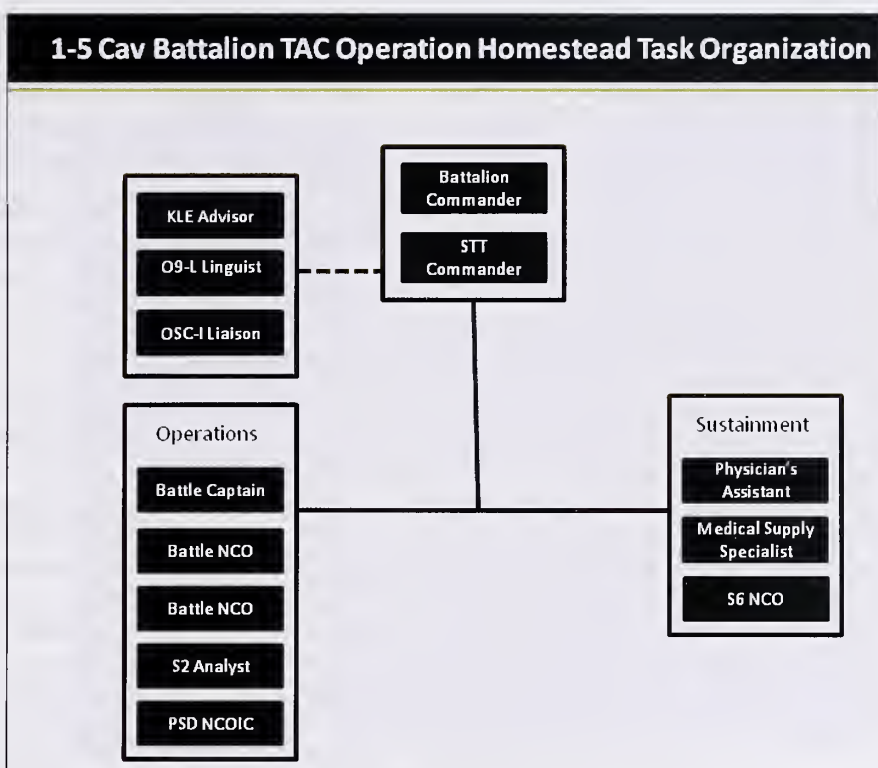 1-5 Cav Battalion TAC Operation Homestead Task Organization
KLE Advisor
O9-L Linguist
OSC-I Liaison
Battalion
Commander
STT
Commander
Operations
Battle Captain
Battle NCO
Battle NCO
S2 Analyst
PSD NCOIC
Sustainment
Physician's
Assistant
Medical Supply
Specialist
S6 NCO